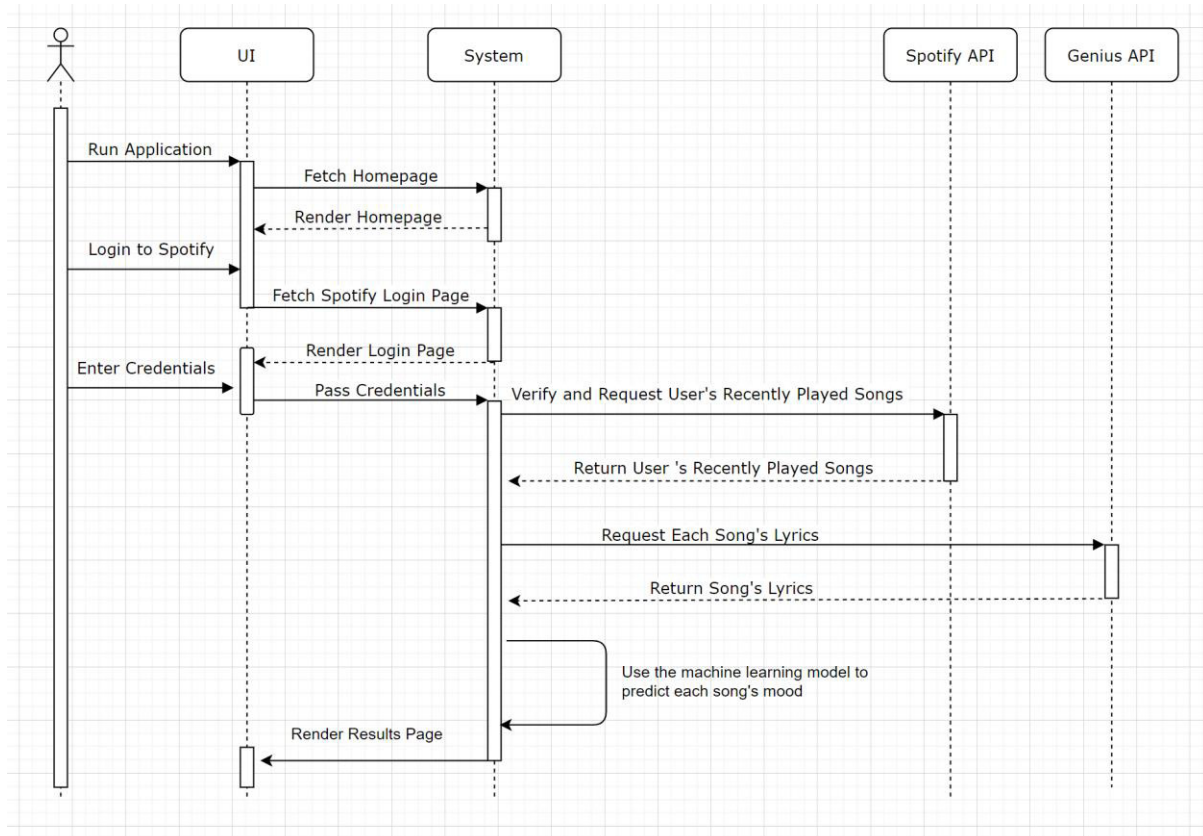 UI
System
Spotify API
Genius API
Run Application
Fetch Homepage
Render Homepage
Login to Spotify
Fetch Spotify Login Page
Render Login Page
Enter Credentials
Pass Credentials
Verify and Request User's Recently Played Songs
Return User 's Recently Played Songs
Request Each Song's Lyrics
Return Song's Lyrics
Use the machine learning model to
predict each song's mood
Render Results Page